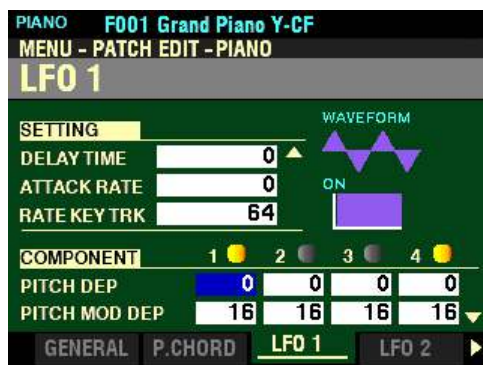 PIANO F001 Grand Piano Y-CF
MENU - PATCH EDIT - PIANO
LFO 1
WAVEFORM
SETTING
DELAY TIME 0
ATTACK RATE 0
ON
RATE KEY TRK 64
COMPONENT 1 2 3 4
PITCH DEP 0 0 0 0
PITCH MOD DEP 16 16 16 16
GENERAL P.CHORD LFO 1 LFO 2